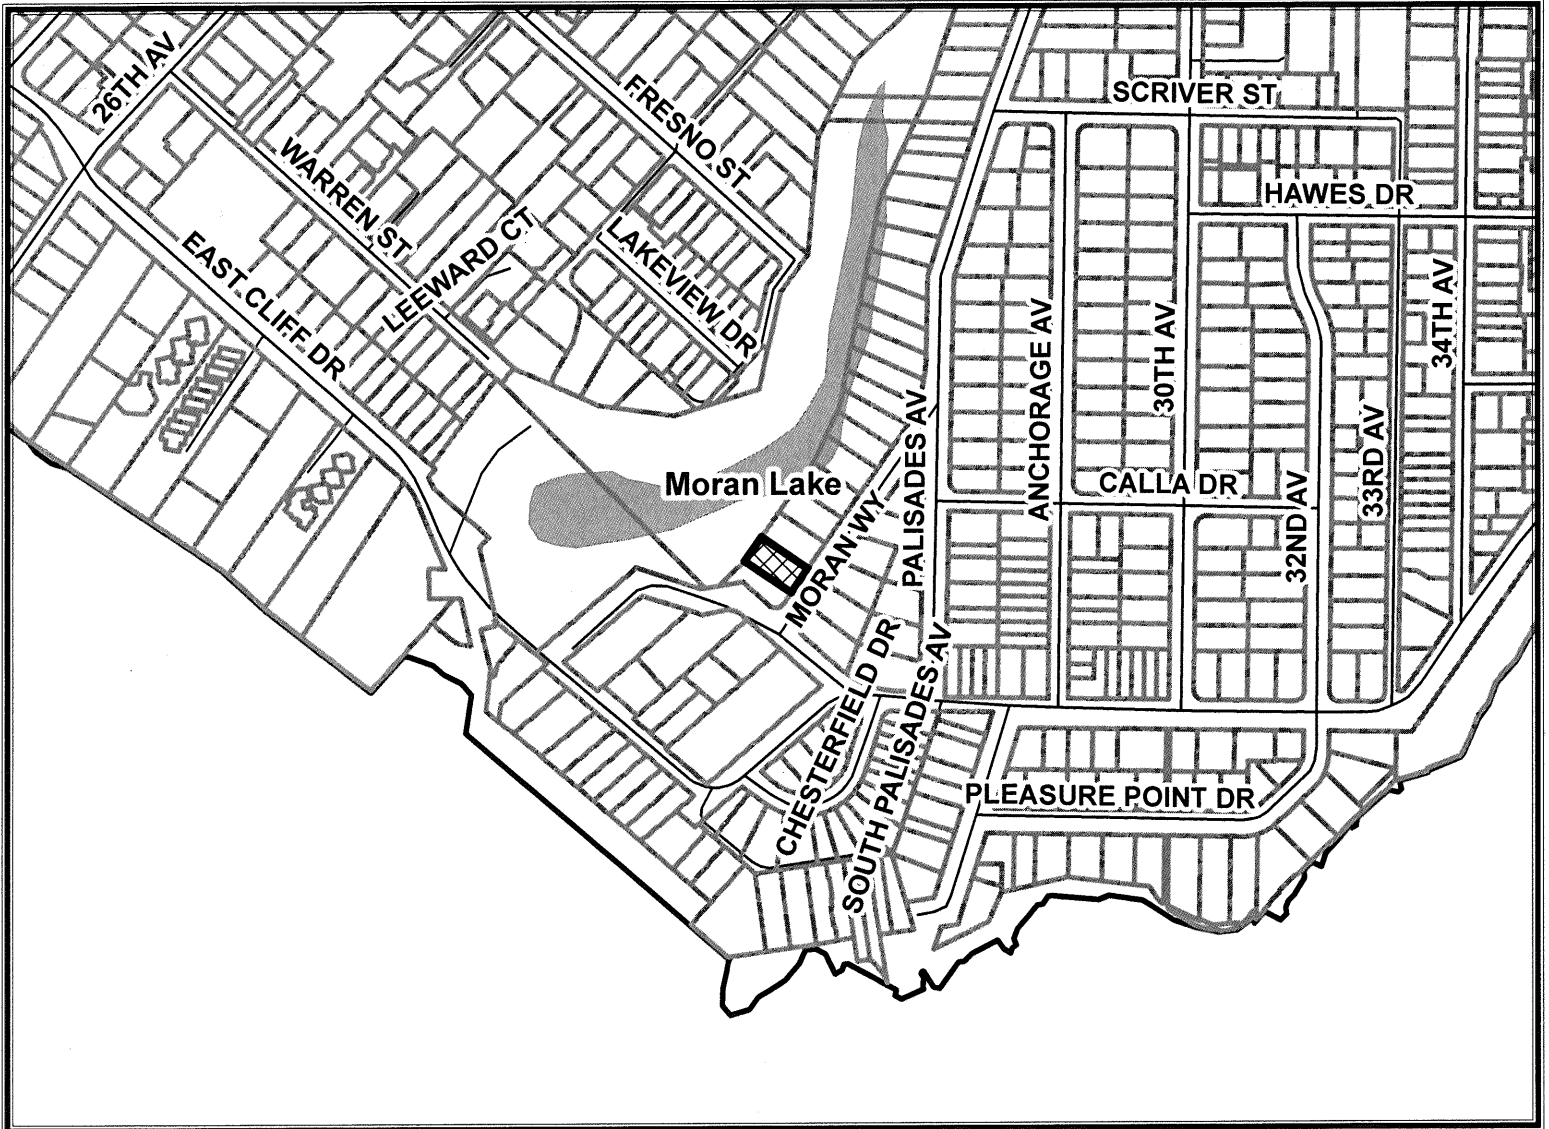 26TH AV
FRESNO ST
SCRIVER ST
WARREN ST
HAWES DR
LEEWARD CT
LAKEVIEW DR
EAST CLIFF DR
34TH AV
ANCHORAGE AV
30TH AV
PALISADES AV
33RD AV
Moran Lake
CALLA DR
32ND AV
MORAN WY
CHESTERFIELD DR
SOUTH PALISADES AV
PLEASURE POINT DR